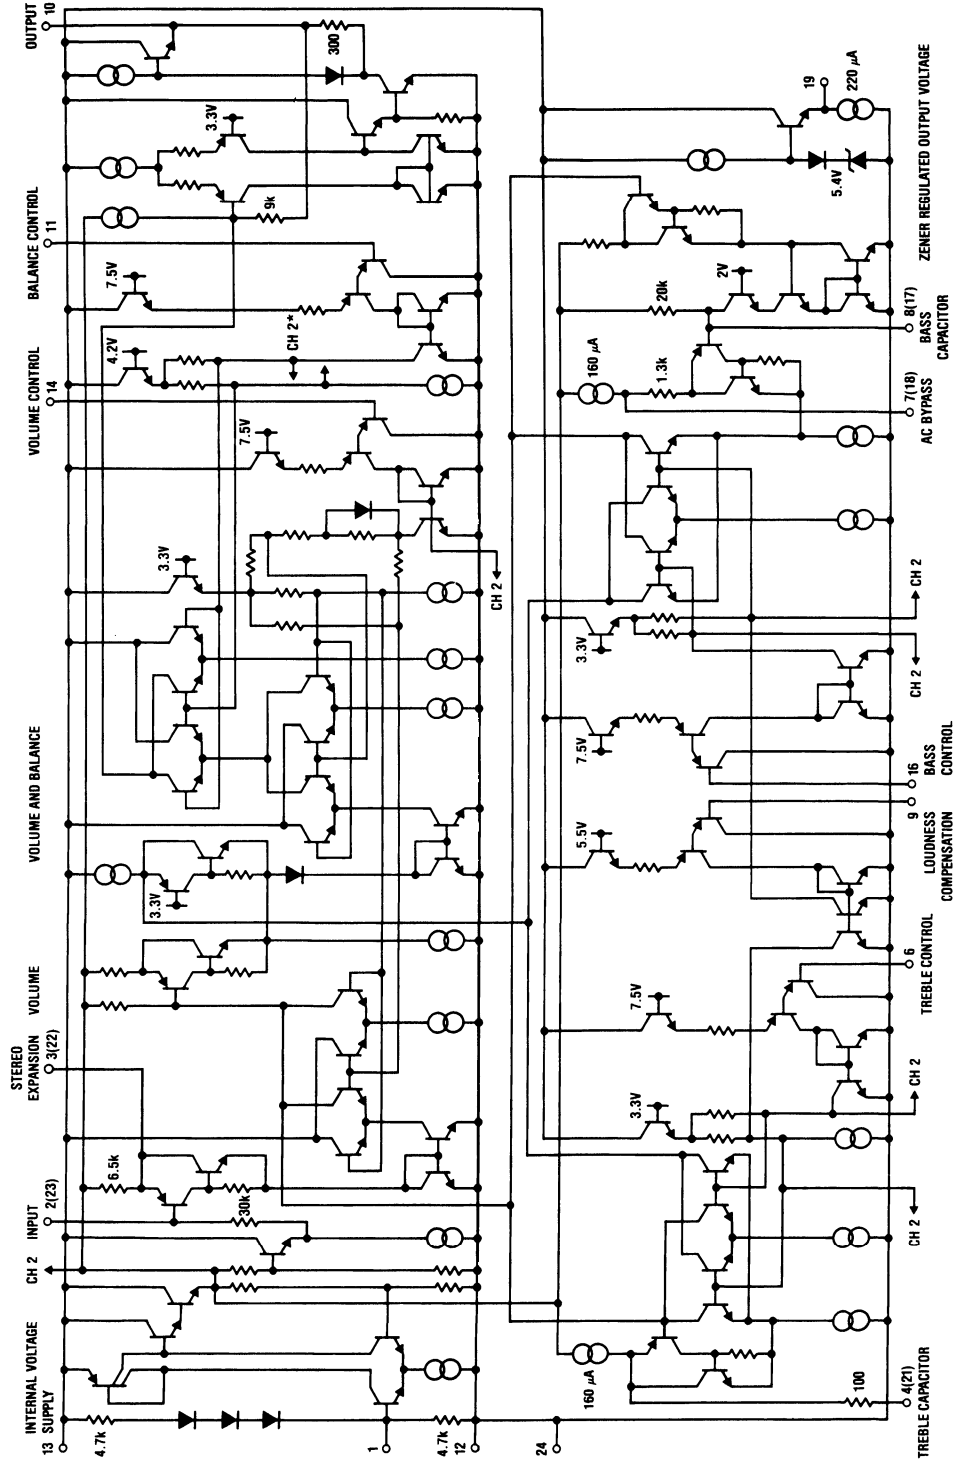 INTERNAL VOLTAGE
SUPPLY
13
CH 2
INPUT
2(23)
STEREO
EXPANSION
3(22)
VOLUME
VOLUME AND BALANCE
VOLUME CONTROL
14
BALANCE CONTROL
11
OUTPUT
10
4.7k
6.5k
30k
3.3V
3.3V
7.5V
4.2V
7.5V
CH 2*
9k
3.3V
300
1
4.7k
12
CH 2
24
160 μA
3.3V
7.5V
5.5V
7.5V
3.3V
160 μA
1.3k
20k
2V
5.4V
19
220 μA
100
4(21)
TREBLE CAPACITOR
CH 2
CH 2
6
TREBLE CONTROL
9
LOUDNESS
COMPENSATION
16
BASS
CONTROL
CH 2
CH 2
7(18)
AC BYPASS
8(17)
BASS
CAPACITOR
ZENER REGULATED OUTPUT VOLTAGE